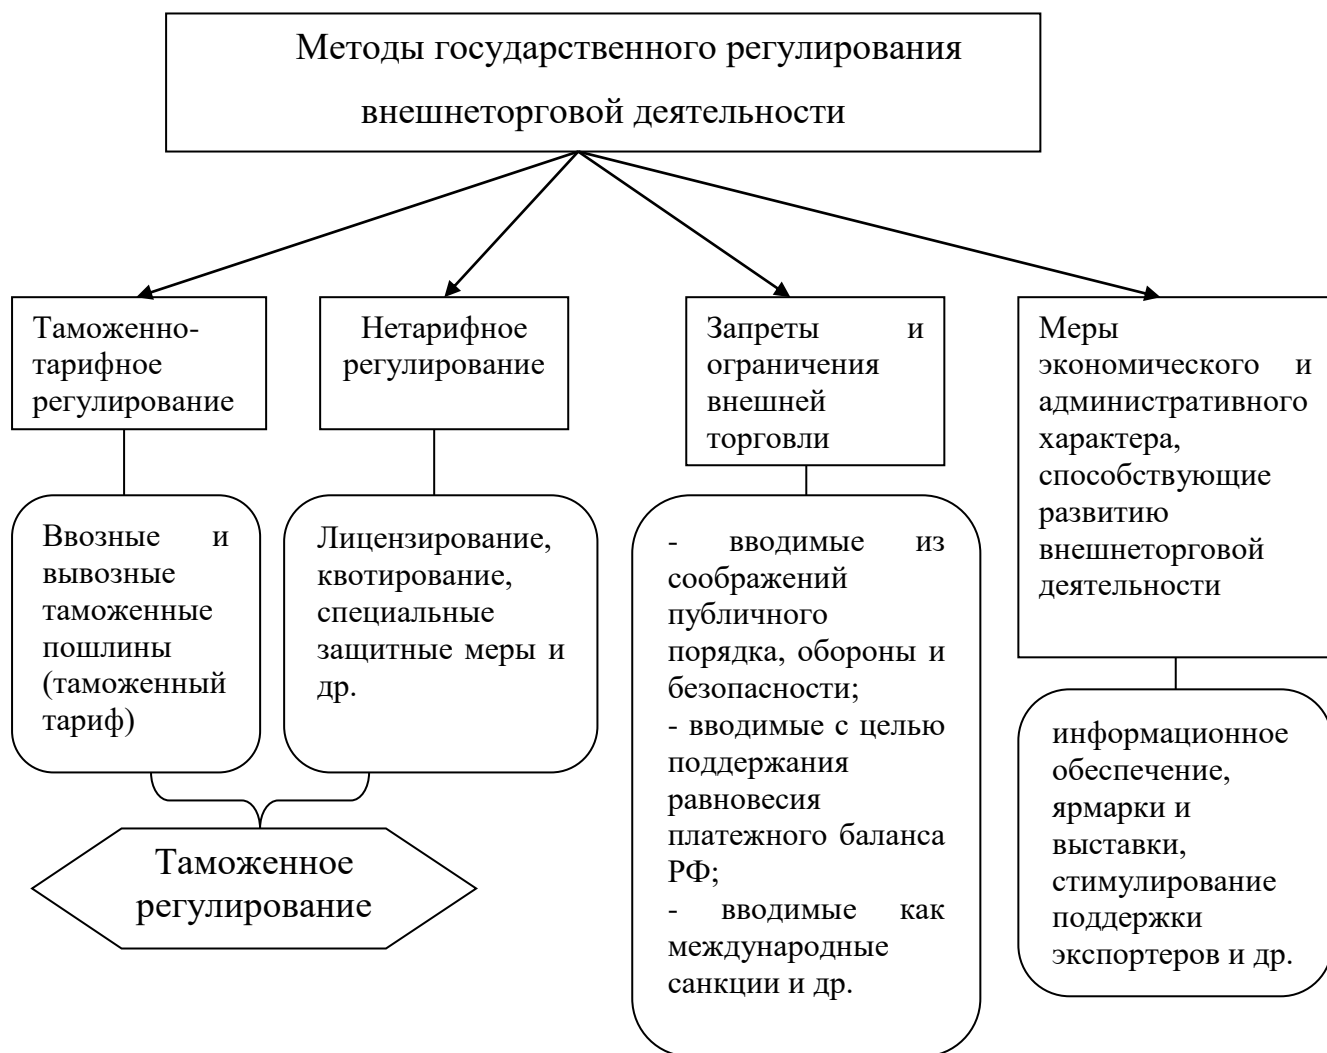 Методы государственного регулирования
внешнеторговой деятельности
Таможенно-
тарифное
регулирование
Нетарифное
регулирование
Запреты и
ограничения
внешней
торговли
Меры
экономического и
административного
характера,
способствующие
развитию
внешнеторговой
деятельности
Ввозные и
вывозные
таможенные
пошлины
(таможенный
тариф)
Лицензирование,
квотирование,
специальные
защитные меры и
др.
- вводимые из
соображений
публичного
порядка, обороны и
безопасности;
- вводимые с целью
поддержания
равновесия
платежного баланса
РФ;
- вводимые как
международные
санкции и др.
информационное
обеспечение,
ярмарки и
выставки,
стимулирование
поддержки
экспортеров и др.
Таможенное
регулирование